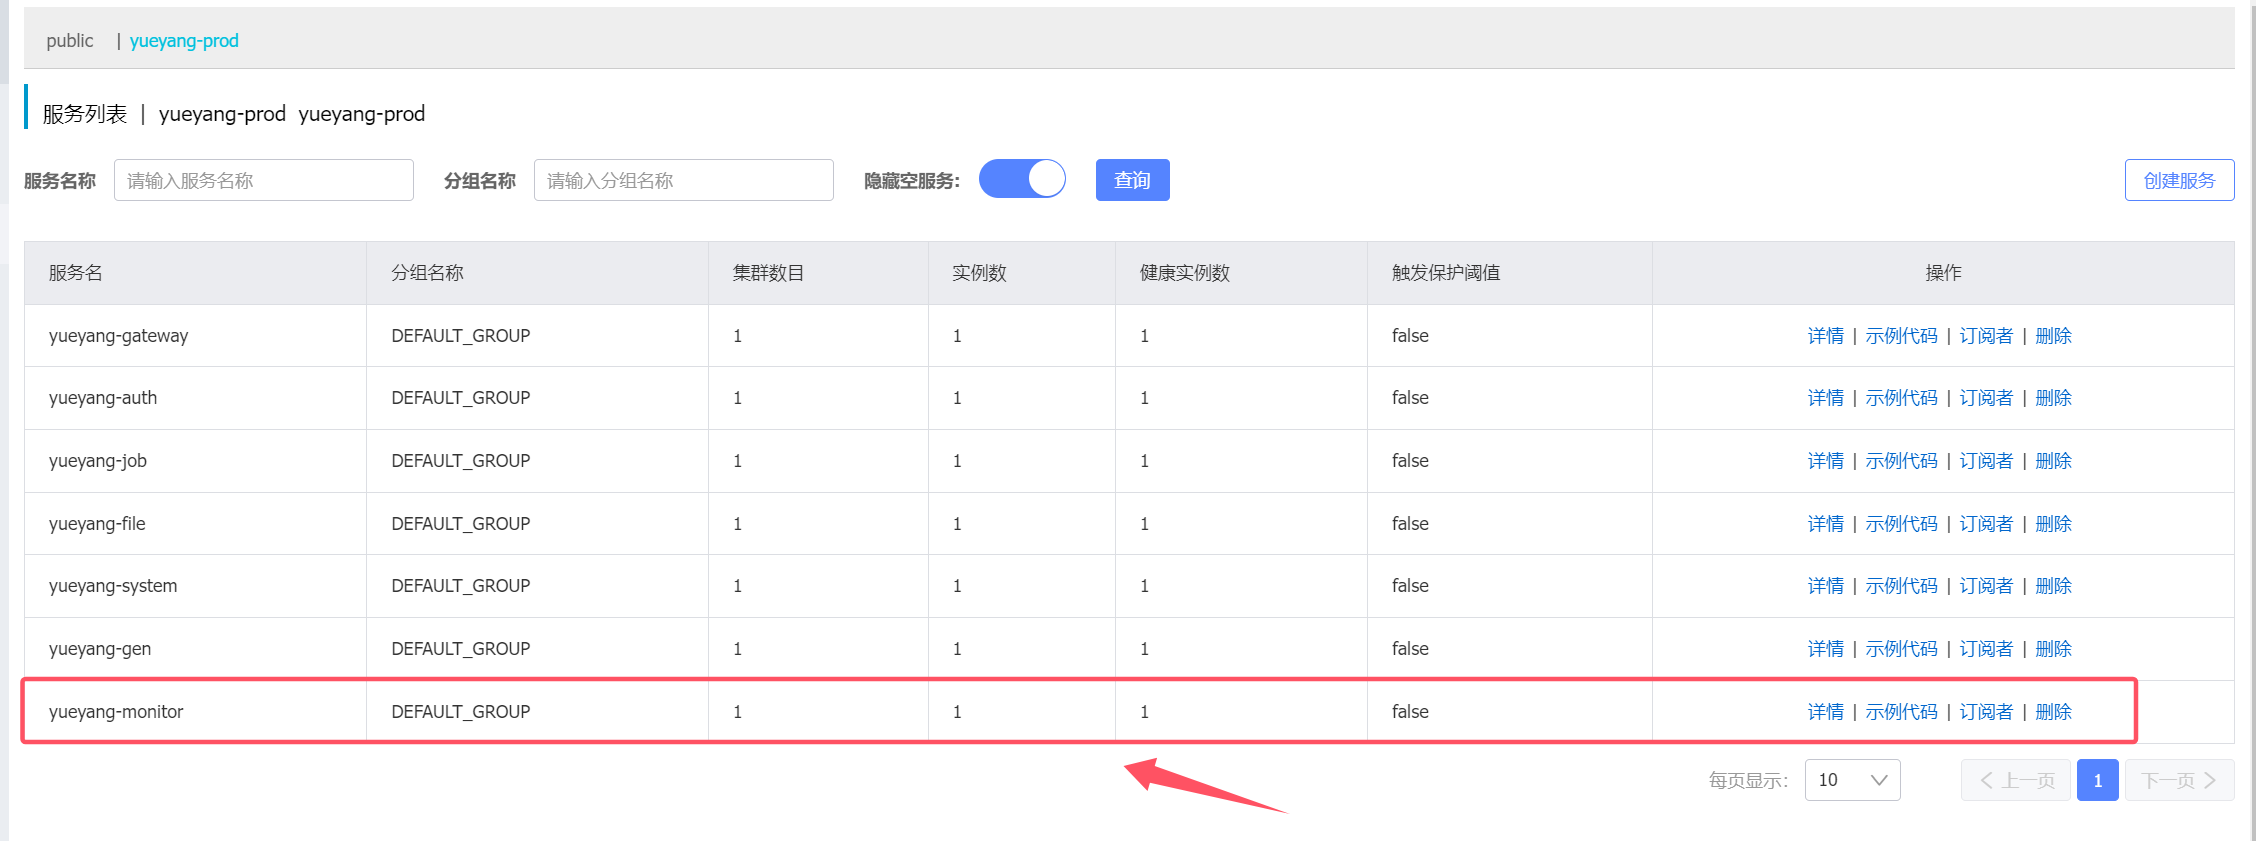 public | yueyang-prod
服务列表 | yueyang-prod yueyang-prod
服务名称 请输入服务名称 分组名称 请输入分组名称 隐藏空服务: 查询 创建服务
服务名 分组名称 集群数目 实例数 健康实例数 触发保护阈值 操作
yueyang-gateway DEFAULT_GROUP 1 1 1 false 详情 | 示例代码 | 订阅者 | 删除
yueyang-auth DEFAULT_GROUP 1 1 1 false 详情 | 示例代码 | 订阅者 | 删除
yueyang-job DEFAULT_GROUP 1 1 1 false 详情 | 示例代码 | 订阅者 | 删除
yueyang-file DEFAULT_GROUP 1 1 1 false 详情 | 示例代码 | 订阅者 | 删除
yueyang-system DEFAULT_GROUP 1 1 1 false 详情 | 示例代码 | 订阅者 | 删除
yueyang-gen DEFAULT_GROUP 1 1 1 false 详情 | 示例代码 | 订阅者 | 删除
yueyang-monitor DEFAULT_GROUP 1 1 1 false 详情 | 示例代码 | 订阅者 | 删除
每页显示: 10 上一页 1 下一页